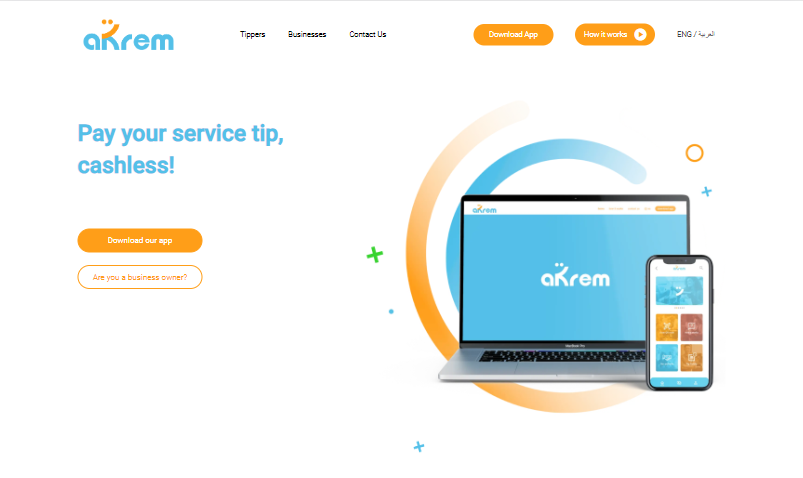 aKrem
Tippers
Businesses
Contact Us
Download App
How it works
ENG / العربية
Pay your service tip,
cashless!
Download our app
Are you a business owner?
aKrem
aKrem
MacBook Pro
aKrem